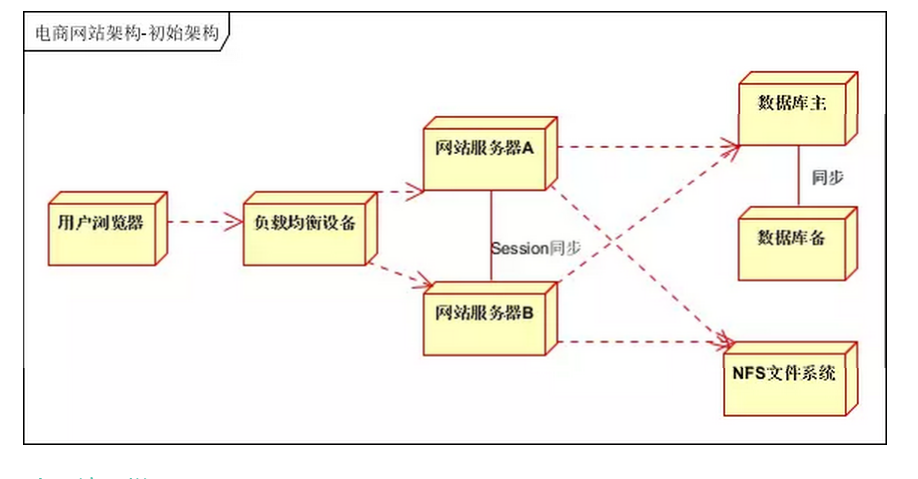 电商网站架构-初始架构
数据库主
网站服务器A
同步
用户浏览器
负载均衡设备
数据库备
Session同步
网站服务器B
NFS文件系统